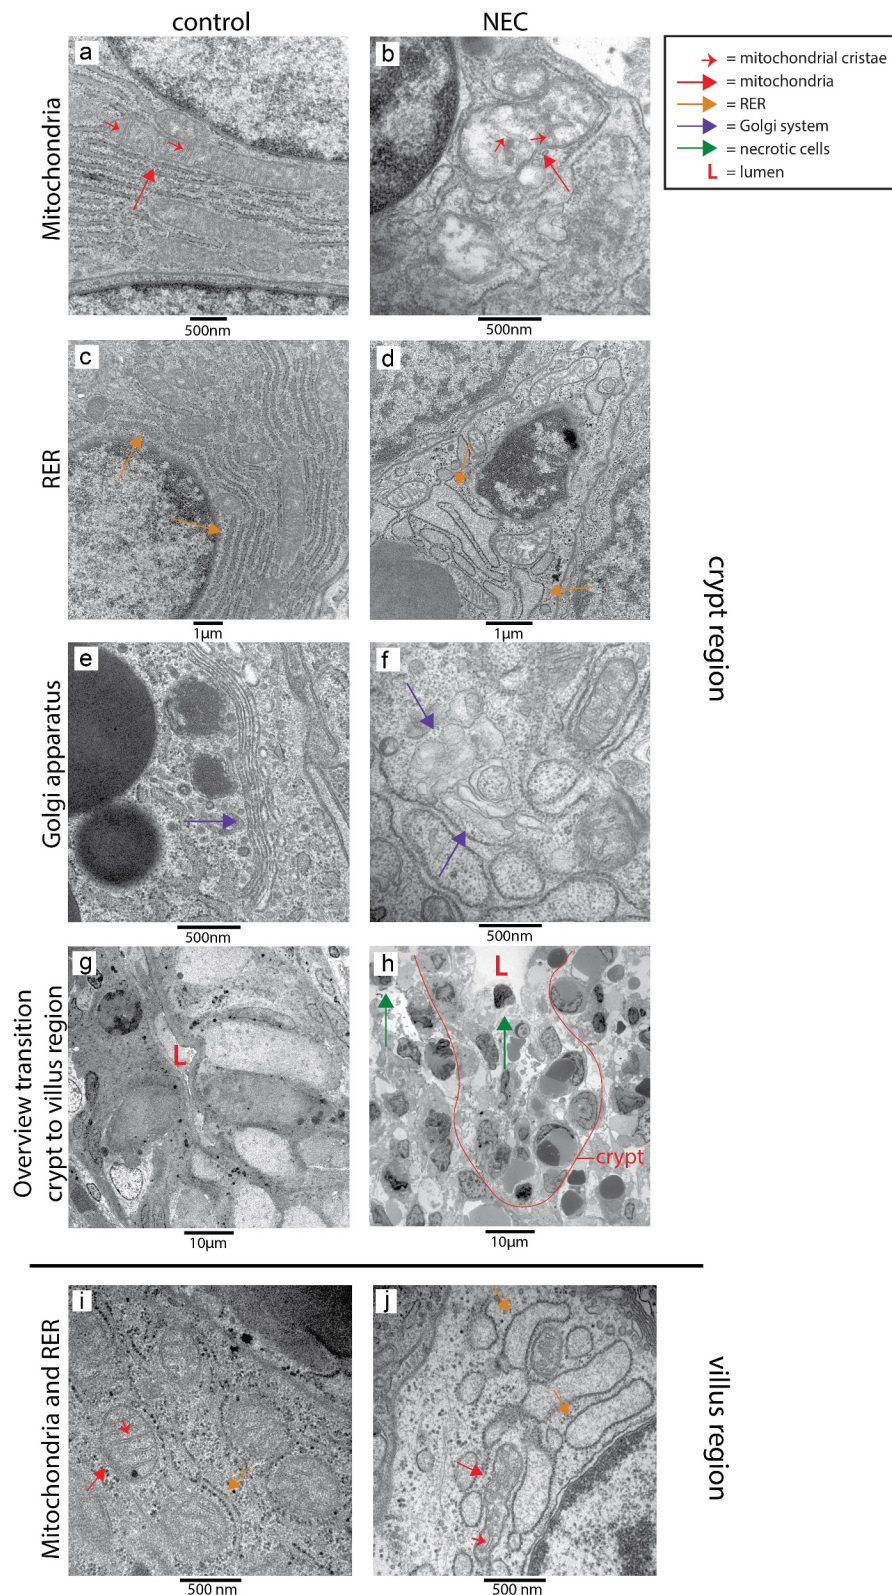 control NEC
a b
= mitochondrial cristae
= mitochondria
= RER
= Golgi system
= necrotic cells
L = lumen
Mitochondria
500nm 500nm
c d
RER
1µm 1µm
crypt region
e f
Golgi apparatus
500nm 500nm
g h
L
L
Overview transition
crypt to villus region
crypt
10µm 10µm
i j
Mitochondria and RER
villus region
500 nm 500 nm